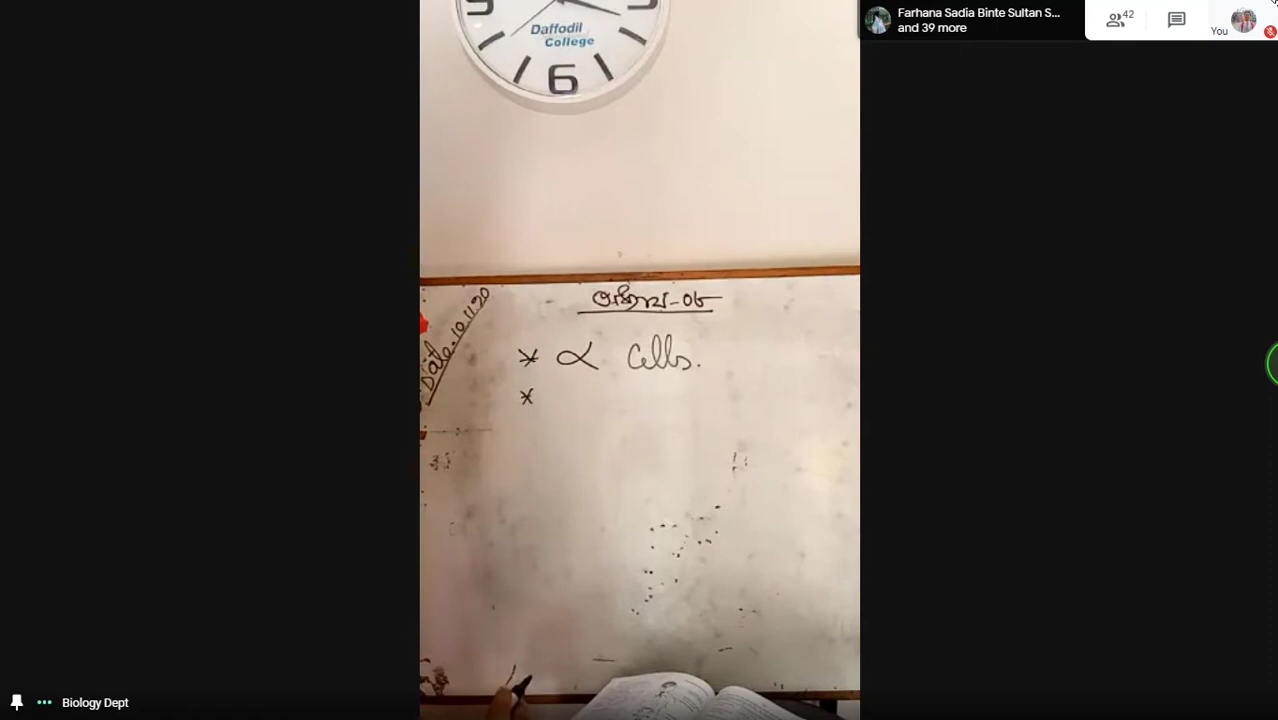 9
3
Daffodil
College
6
Farhana Sadia Binte Sultan S...
and 39 more
42
You
অধ্যায়-০৮
Date. 10.11.20
* α Cells.
*
Biology Dept